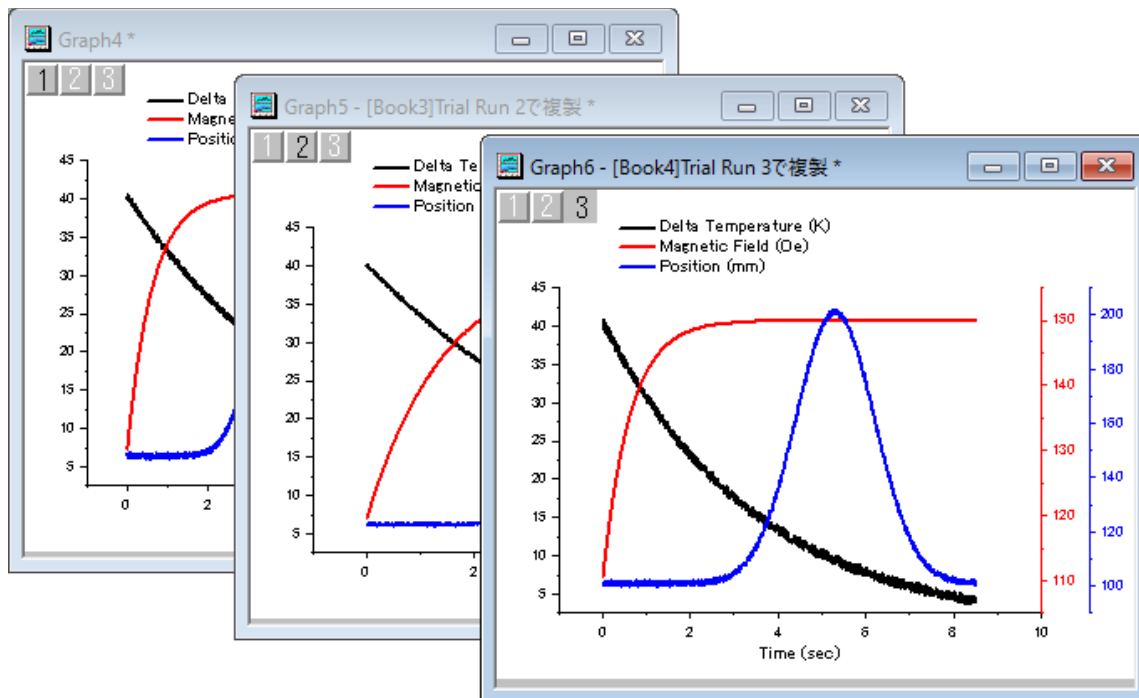 Graph4 *
1 2 3
Delta
Magne
Positio
45
40
35
30
25
20
15
10
5
0 2
Graph5 - [Book3]Trial Run 2で複製 *
1 2 3
Delta Te
Magnetic
Position
45
40
35
30
25
20
15
10
5
0 2
Graph6 - [Book4]Trial Run 3で複製 *
1 2 3
Delta Temperature (K)
Magnetic Field (Oe)
Position (mm)
45
40
35
30
25
20
15
10
5
0 2 4 6 8 10
Time (sec)
150
140
130
120
110
200
180
160
140
120
100